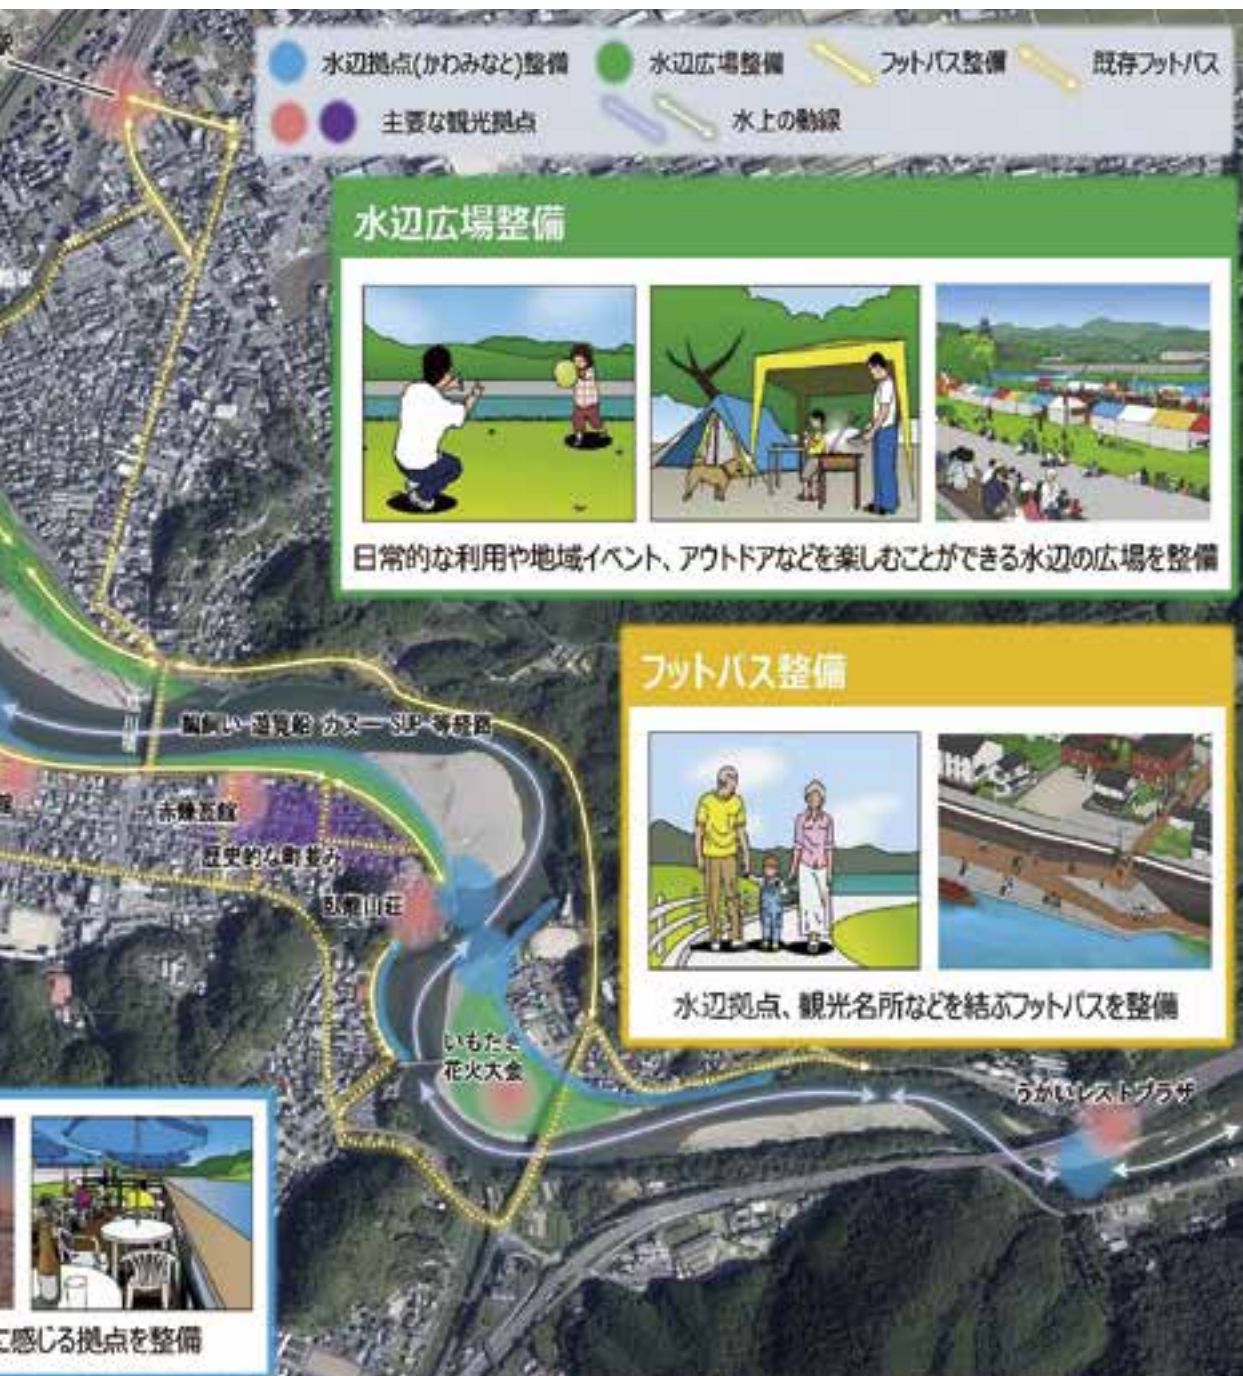 水辺拠点(かわみなと)整備
水辺広場整備
フットパス整備
既存フットパス
主要な観光拠点
水上の動線
水辺広場整備
日常的な利用や地域イベント、アウトドアなどを楽しむことができる水辺の広場を整備
フットパス整備
水辺拠点、観光名所などを結ぶフットパスを整備
鵜飼い・遊覧船 カヌー SUP 等経路
赤煉瓦館
歴史的な町並み
臥龍山荘
いもたき
花火大会
うかいレストプラザ
に感じる拠点を整備